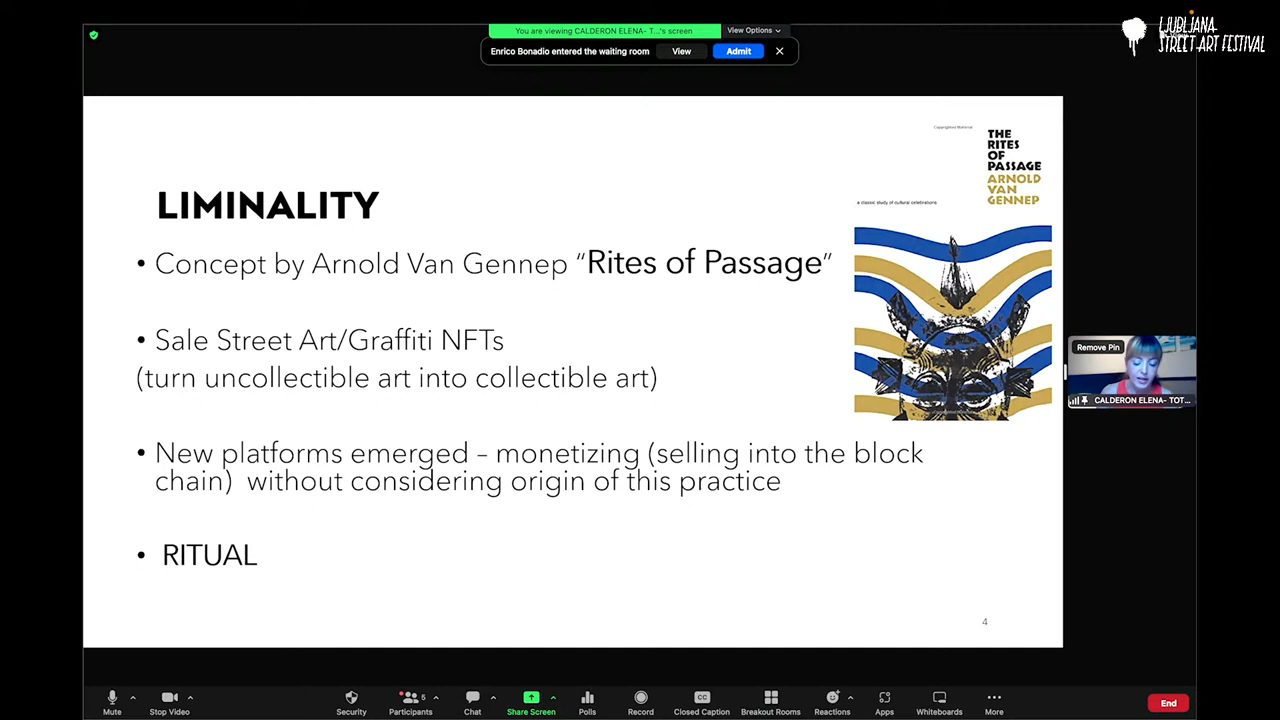 You are viewing CALDERON ELENA- T...'s screen
View Options
LJUBLJANA
STREET ART FESTIVAL
Enrico Bonadio entered the waiting room
View
Admit
Copyrighted Material
THE
RITES
OF
PASSAGE
ARNOLD
VAN
GENNEP
a classic study of cultural celebrations
LIMINALITY
• Concept by Arnold Van Gennep “Rites of Passage”
• Sale Street Art/Graffiti NFTs
(turn uncollectible art into collectible art)
• New platforms emerged – monetizing (selling into the block
chain) without considering origin of this practice
• RITUAL
4
Remove Pin
CALDERON ELENA- TOT...
Mute
Stop Video
Security
Participants
5
Chat
Share Screen
Polls
Record
CC
Closed Caption
Breakout Rooms
Reactions
Apps
Whiteboards
More
End